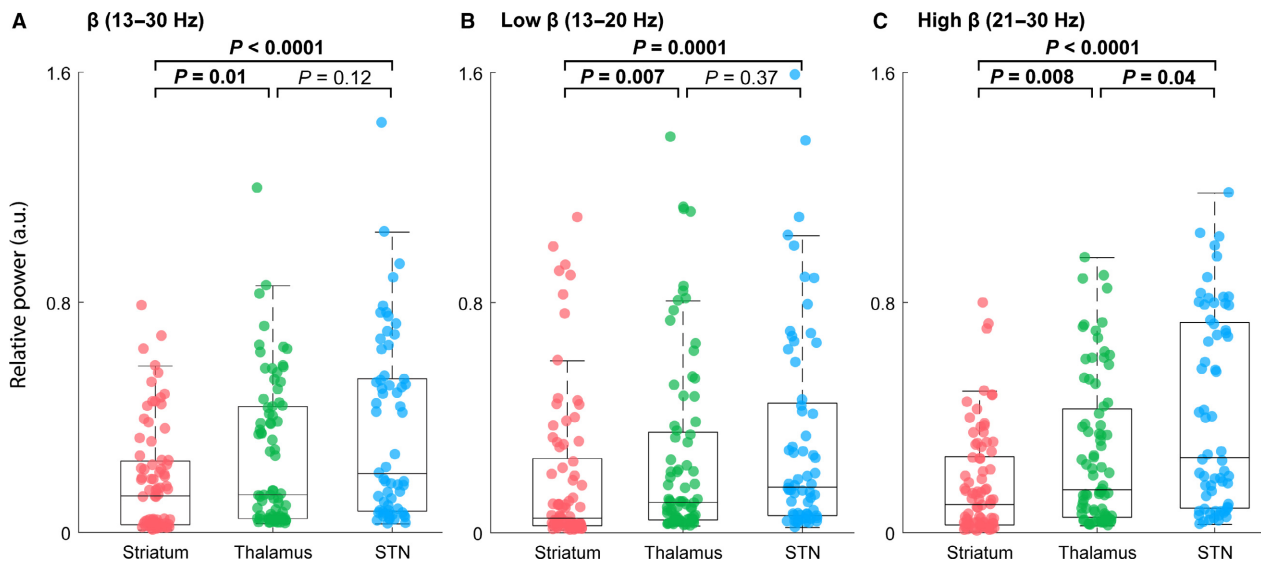 A β (13–30 Hz)
P < 0.0001
P = 0.01 P = 0.12
1.6
0.8
0
Relative power (a.u.)
Striatum Thalamus STN
B Low β (13–20 Hz)
P = 0.0001
P = 0.007 P = 0.37
1.6
0.8
0
Striatum Thalamus STN
C High β (21–30 Hz)
P < 0.0001
P = 0.008 P = 0.04
1.6
0.8
0
Striatum Thalamus STN